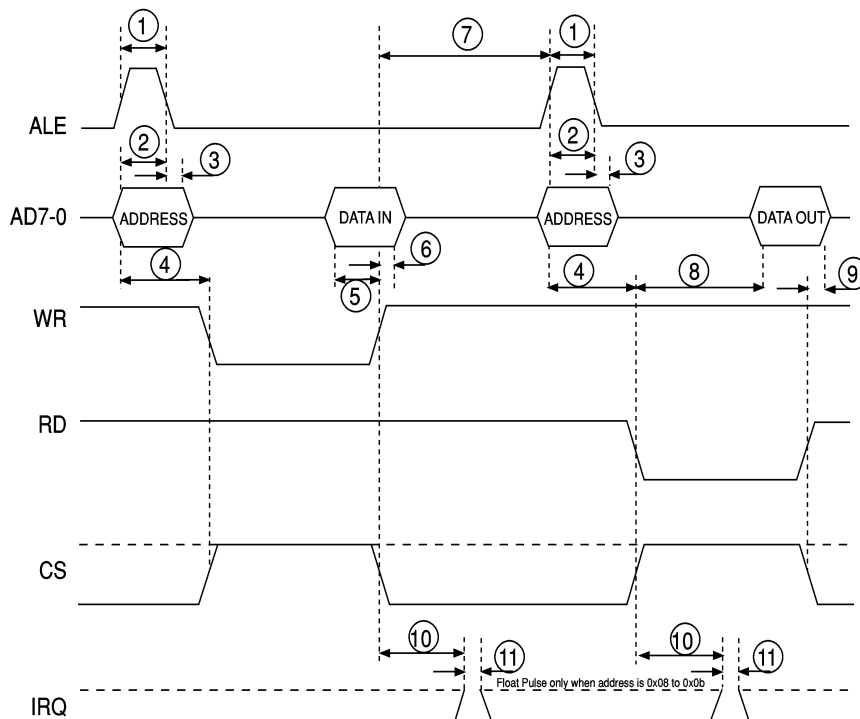 1 7 1
ALE
2 3 2 3
AD7-0 ADDRESS DATA IN ADDRESS DATA OUT
4 5 6 4 8 9
WR
RD
CS
10 11 10 11
Float Pulse only when address is 0x08 to 0x0b
IRQ